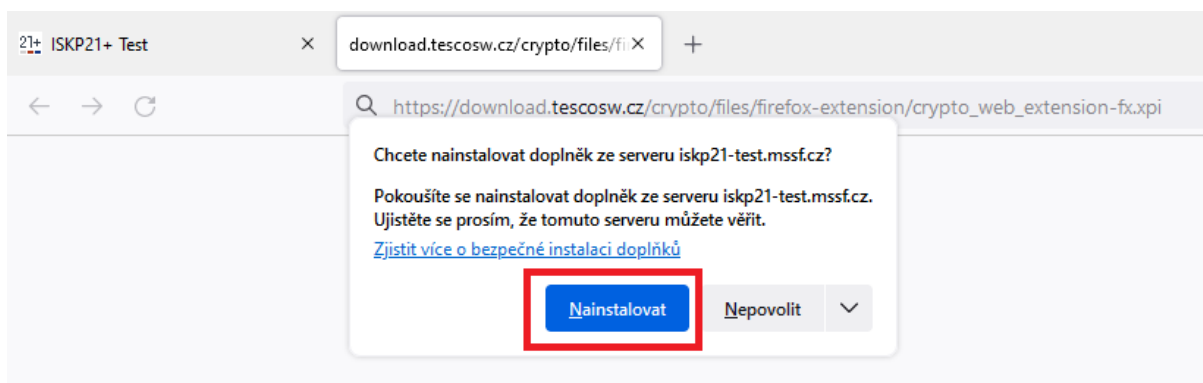 21+ ISKP21+ Test
download.tescosw.cz/crypto/files/fi
https://download.tescosw.cz/crypto/files/firefox-extension/crypto_web_extension-fx.xpi
Chcete nainstalovat doplněk ze serveru iskp21-test.mssf.cz?
Pokoušíte se nainstalovat doplněk ze serveru iskp21-test.mssf.cz.
Ujistěte se prosím, že tomuto serveru můžete věřit.
Zjistit více o bezpečné instalaci doplňků
Nainstalovat
Nepovolit